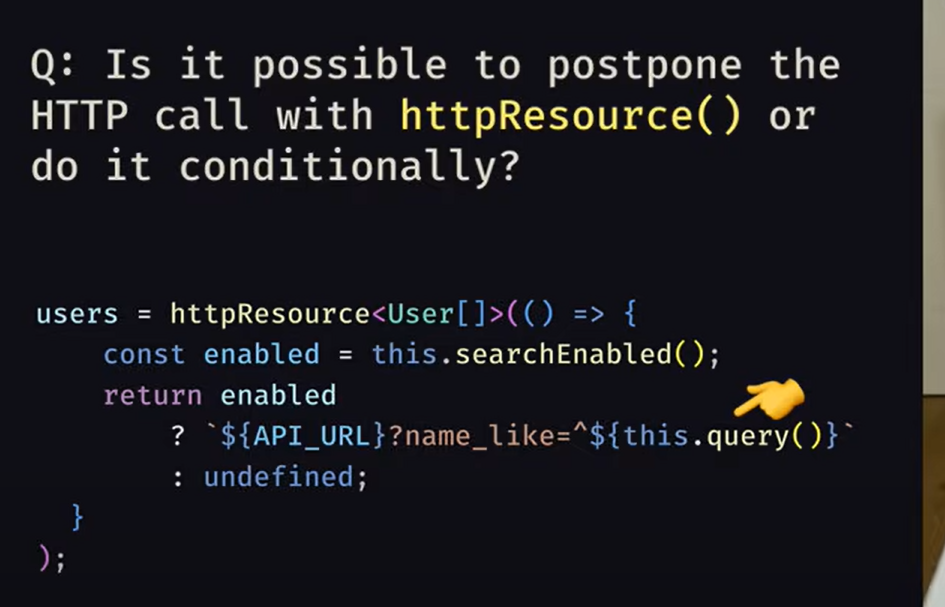 Q: Is it possible to postpone the
HTTP call with httpResource() or
do it conditionally?
users = httpResource<User[]>(() => {
const enabled = this.searchEnabled();
return enabled
? `${API_URL}?name_like=^${this.query()}`
: undefined;
}
);